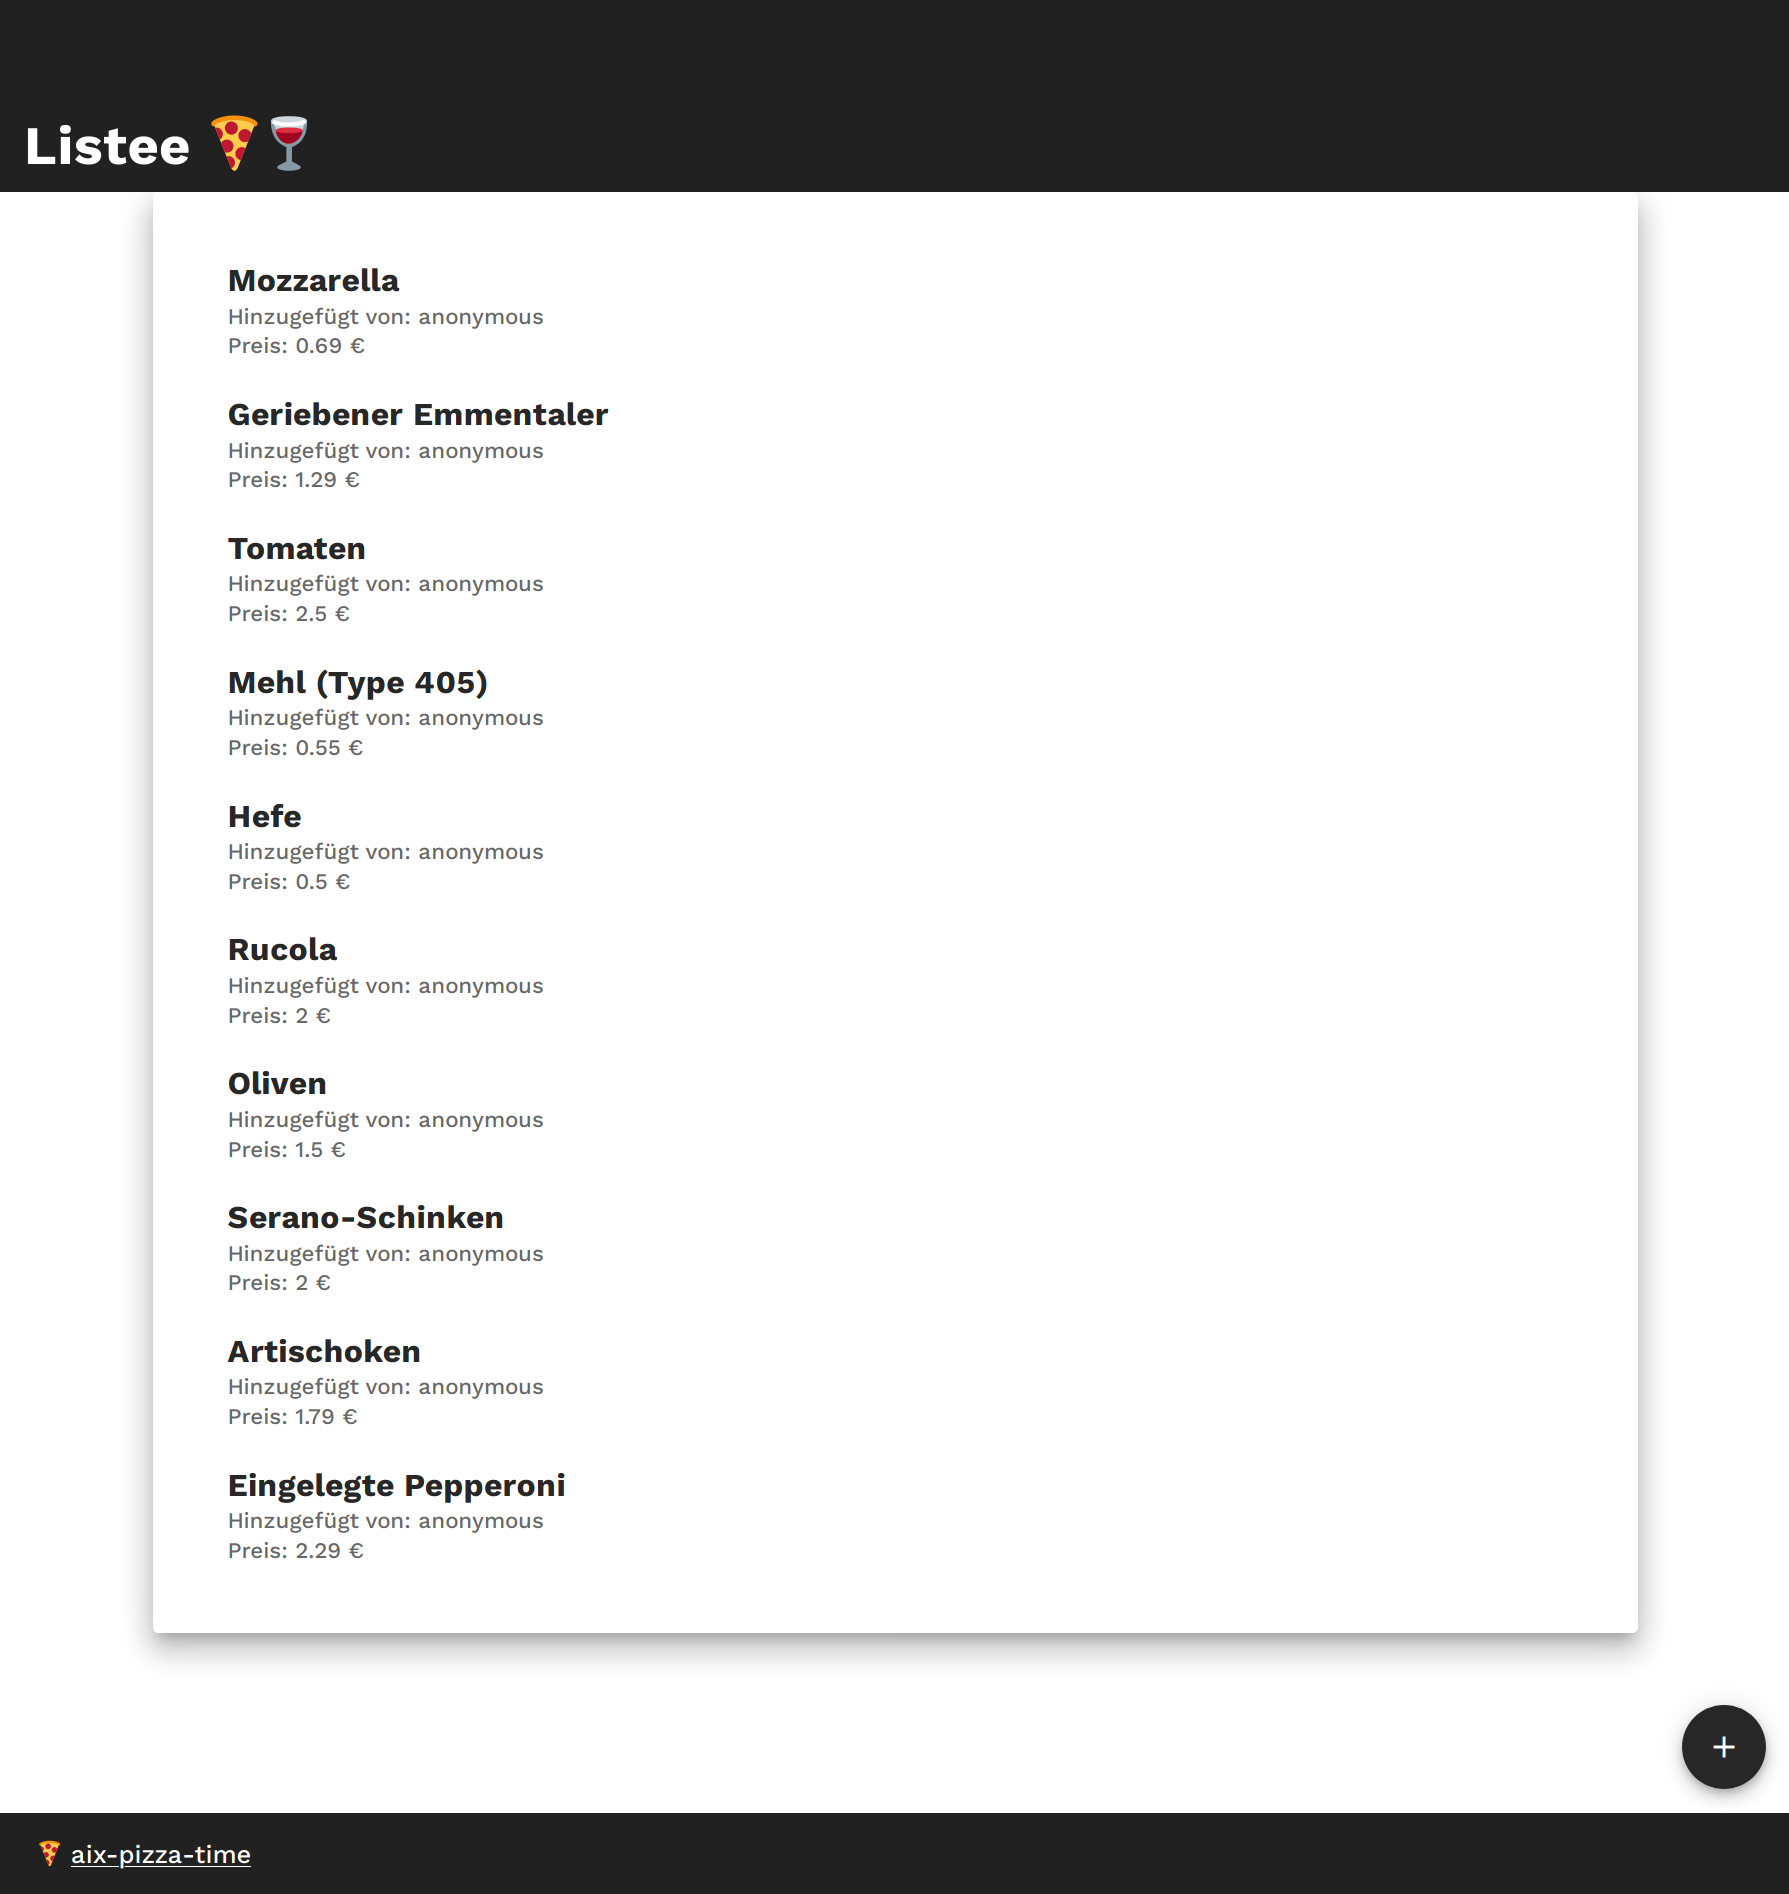 Listee 🍕🍷
Mozzarella
Hinzugefügt von: anonymous
Preis: 0.69 €
Geriebener Emmentaler
Hinzugefügt von: anonymous
Preis: 1.29 €
Tomaten
Hinzugefügt von: anonymous
Preis: 2.5 €
Mehl (Type 405)
Hinzugefügt von: anonymous
Preis: 0.55 €
Hefe
Hinzugefügt von: anonymous
Preis: 0.5 €
Rucola
Hinzugefügt von: anonymous
Preis: 2 €
Oliven
Hinzugefügt von: anonymous
Preis: 1.5 €
Serano-Schinken
Hinzugefügt von: anonymous
Preis: 2 €
Artischoken
Hinzugefügt von: anonymous
Preis: 1.79 €
Eingelegte Pepperoni
Hinzugefügt von: anonymous
Preis: 2.29 €
+
🍕 aix-pizza-time